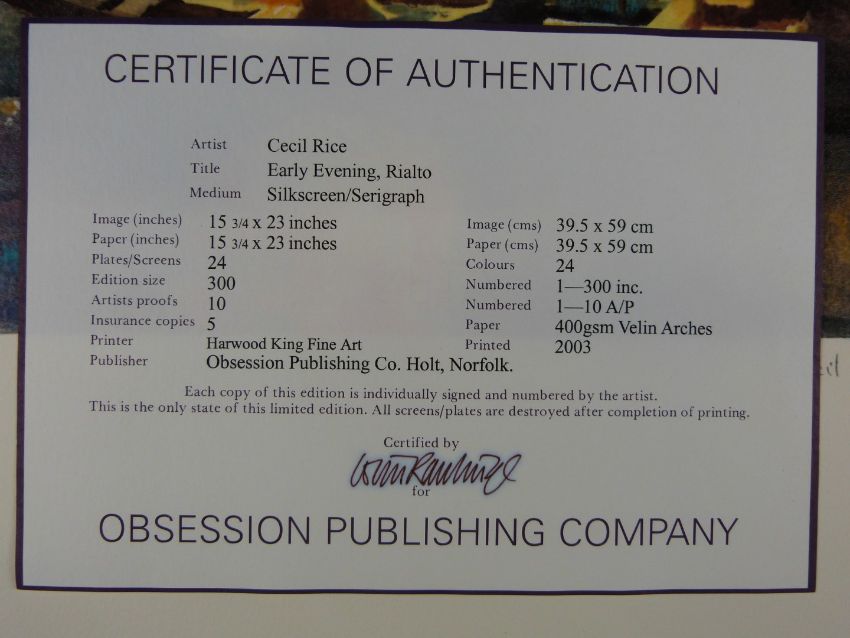 CERTIFICATE OF AUTHENTICATION
Artist Cecil Rice
Title Early Evening, Rialto
Medium Silkscreen/Serigraph
Image (inches) 15 3/4 x 23 inches Image (cms) 39.5 x 59 cm
Paper (inches) 15 3/4 x 23 inches Paper (cms) 39.5 x 59 cm
Plates/Screens 24 Colours 24
Edition size 300 Numbered 1—300 inc.
Artists proofs 10 Numbered 1—10 A/P
Insurance copies 5 Paper 400gsm Velin Arches
Printer Harwood King Fine Art Printed 2003
Publisher Obsession Publishing Co. Holt, Norfolk.
Each copy of this edition is individually signed and numbered by the artist.
This is the only state of this limited edition. All screens/plates are destroyed after completion of printing.
Certified by
for
OBSESSION PUBLISHING COMPANY